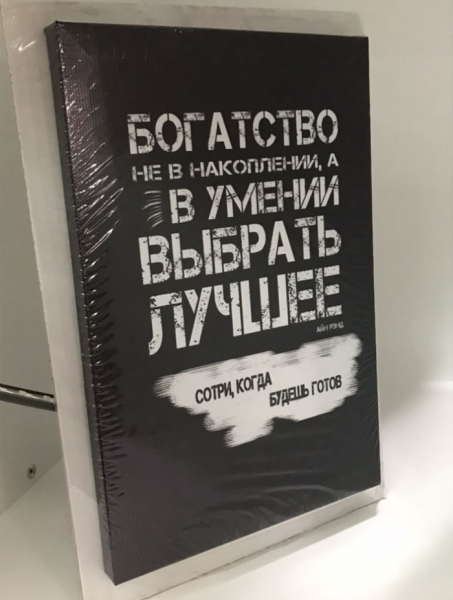 БОГАТСТВО
НЕ В НАКОПЛЕНИИ, А
В УМЕНИИ
ВЫБРАТЬ
ЛУЧШЕЕ
АЙН РЭНД
СОТРИ, КОГДА
БУДЕШЬ ГОТОВ